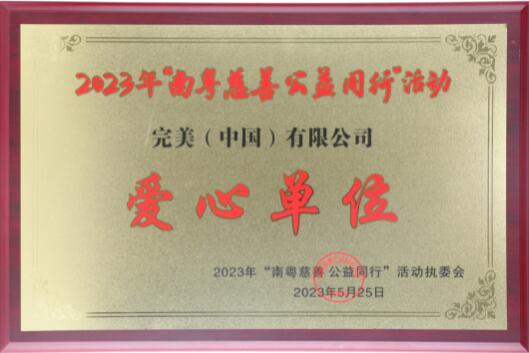 2023年“南粤慈善公益同行”活动
完美（中国）有限公司
爱心单位
2023年“南粤慈善 公益同行”活动执委会
2023年5月25日